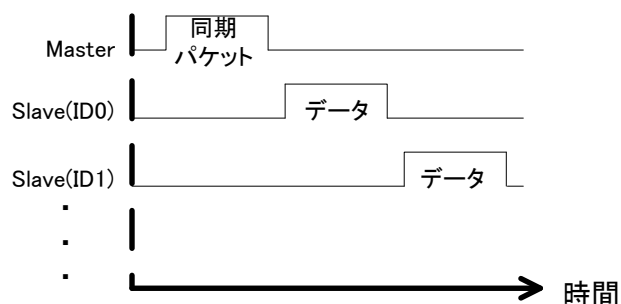 Master
同期
パケット
Slave(ID0)
データ
Slave(ID1)
データ
時間